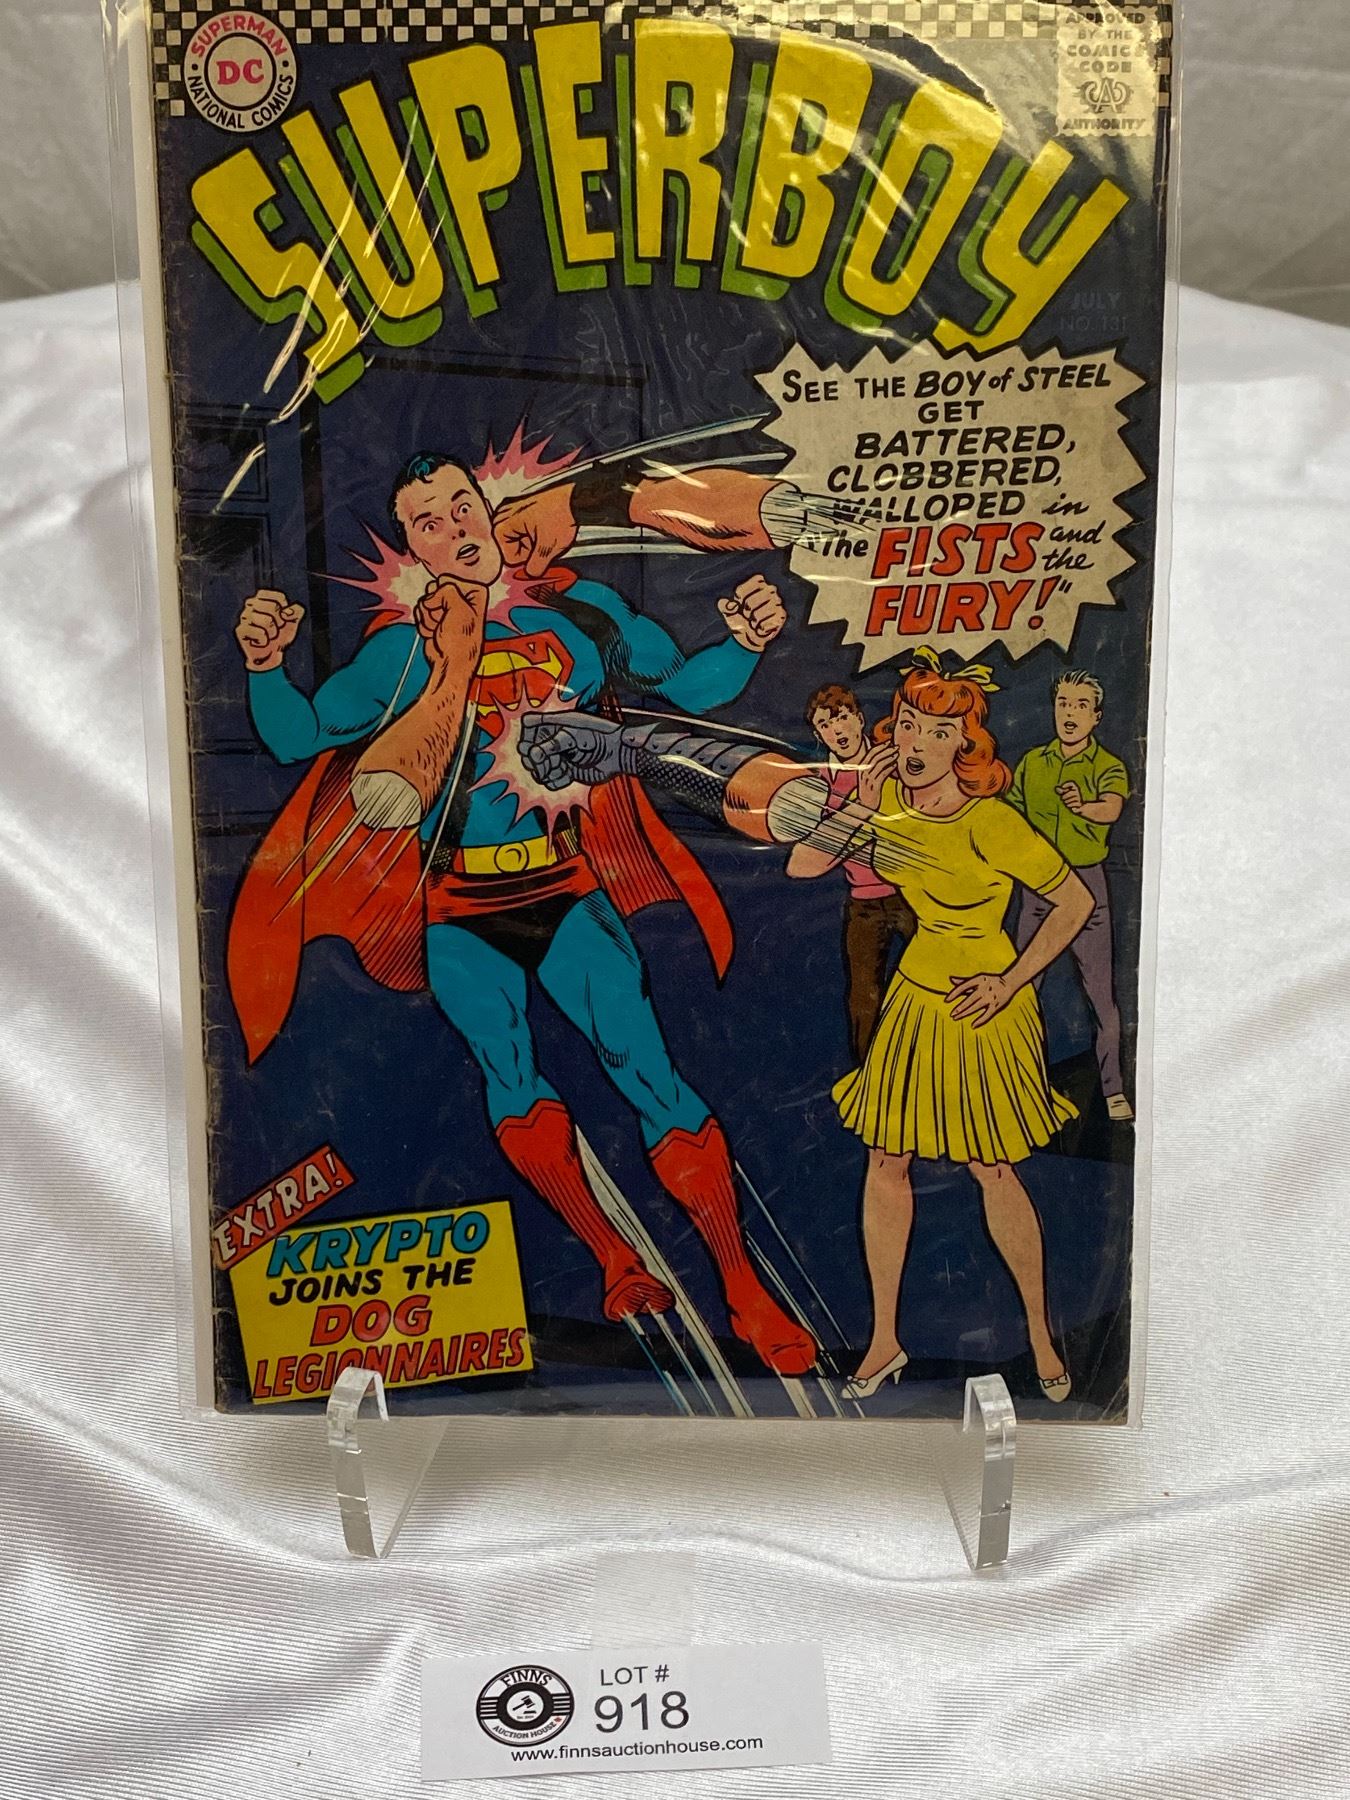 SUPERMAN
DC
NATIONAL COMICS
APPROVED
BY THE
COMICS
CODE
A
AUTHORITY
SUPERBOY
JULY
NO. 131
SEE THE BOY of STEEL
GET
BATTERED,
CLOBBERED,
WALLOPED in
"The FISTS and
the
FURY!"
EXTRA!
KRYPTO
JOINS THE
DOG
LEGIONNAIRES
FINNS
AUCTION HOUSE
LOT #
918
www.finnsauctionhouse.com